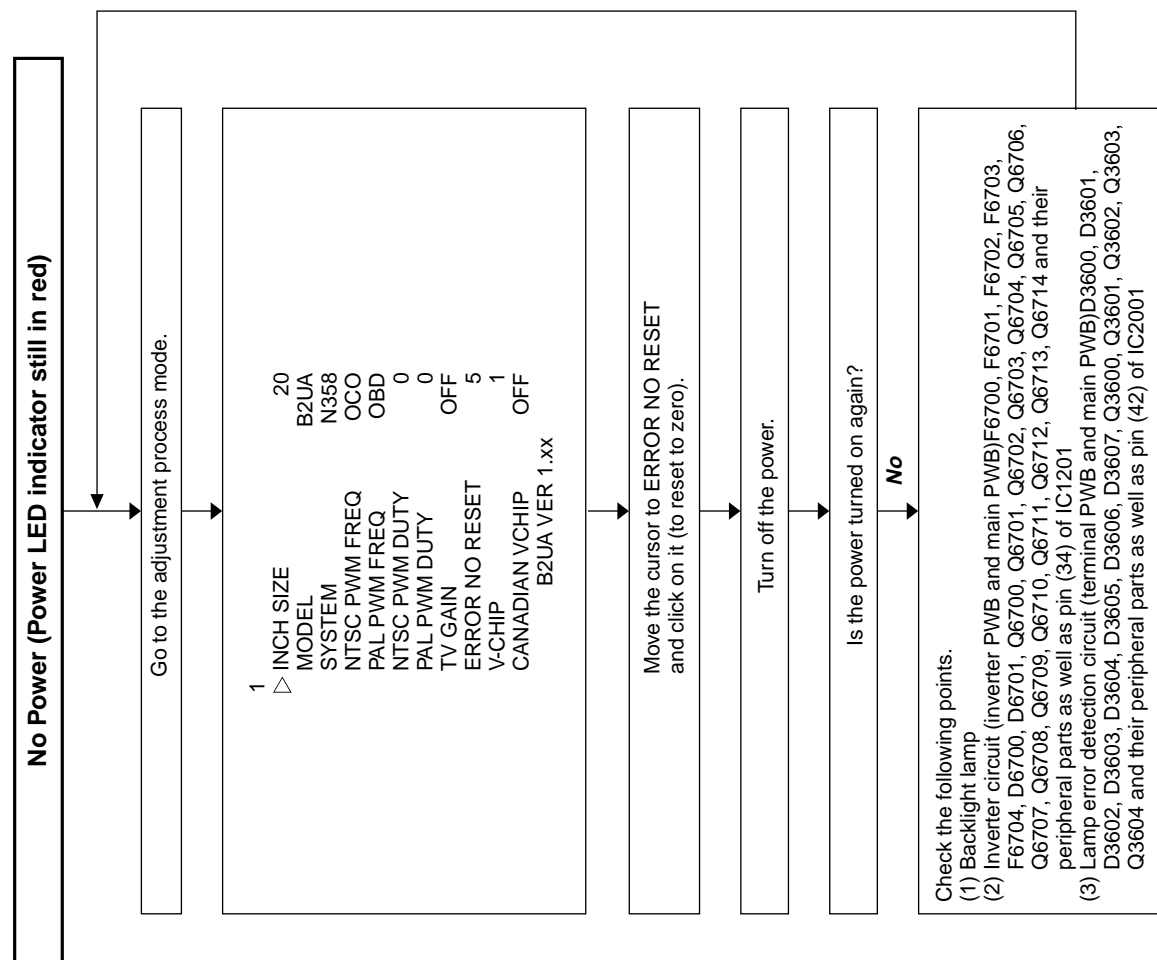 No Power (Power LED indicator still in red)
Go to the adjustment process mode.
1
▷ INCH SIZE 20
MODEL B2UA
SYSTEM N358
NTSC PWM FREQ OCO
PAL PWM FREQ OBD
NTSC PWM DUTY 0
PAL PWM DUTY 0
TV GAIN OFF
ERROR NO RESET 5
V-CHIP 1
CANADIAN VCHIP OFF
B2UA VER 1.xx
Move the cursor to ERROR NO RESET
and click on it (to reset to zero).
Turn off the power.
Is the power turned on again?
No
Check the following points.
(1) Backlight lamp
(2) Inverter circuit (inverter PWB and main PWB)F6700, F6701, F6702, F6703,
F6704, D6700, D6701, Q6700, Q6701, Q6702, Q6703, Q6704, Q6705, Q6706,
Q6707, Q6708, Q6709, Q6710, Q6711, Q6712, Q6713, Q6714 and their
peripheral parts as well as pin (34) of IC1201
(3) Lamp error detection circuit (terminal PWB and main PWB)D3600, D3601,
D3602, D3603, D3604, D3605, D3606, D3607, Q3600, Q3601, Q3602, Q3603,
Q3604 and their peripheral parts as well as pin (42) of IC2001